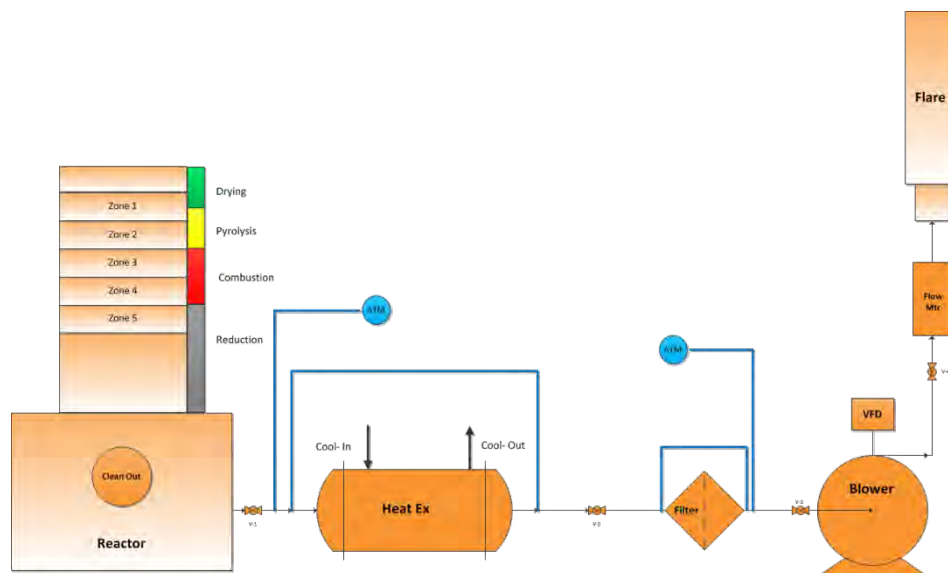 Flare
Drying
Zone 1
Zone 2
Pyrolysis
Zone 3
Combustion
Zone 4
Zone 5
Reduction
Flow
Mtr
ATM
ATM
VFD
Cool- In
Cool- Out
Clean Out
Heat Ex
Filter
Blower
V-1
Reactor